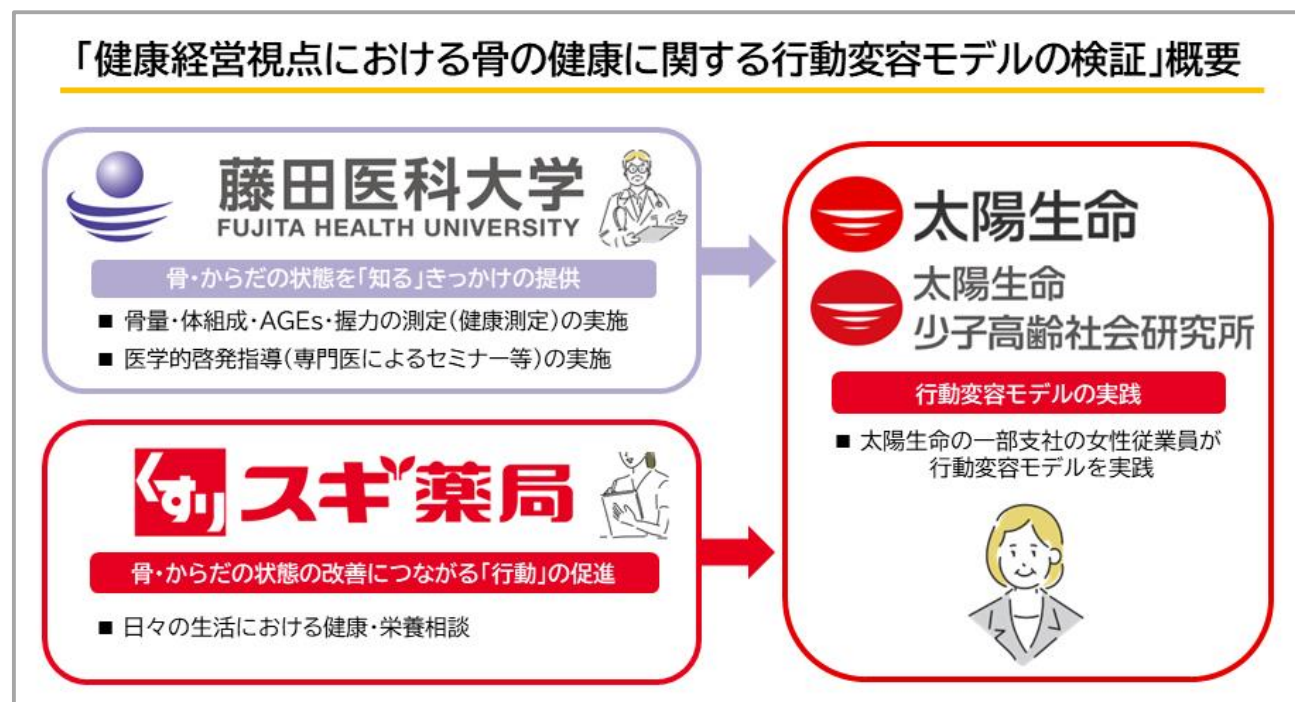 「健康経営視点における骨の健康に関する行動変容モデルの検証」概要
藤田医科大学
FUJITA HEALTH UNIVERSITY
骨・からだの状態を「知る」きっかけの提供
■ 骨量・体組成・AGEs・握力の測定(健康測定)の実施
■ 医学的啓発指導(専門医によるセミナー等)の実施
くすり スギ薬局
骨・からだの状態の改善につながる「行動」の促進
■ 日々の生活における健康・栄養相談
太陽生命
太陽生命
少子高齢社会研究所
行動変容モデルの実践
■ 太陽生命の一部支社の女性従業員が
行動変容モデルを実践